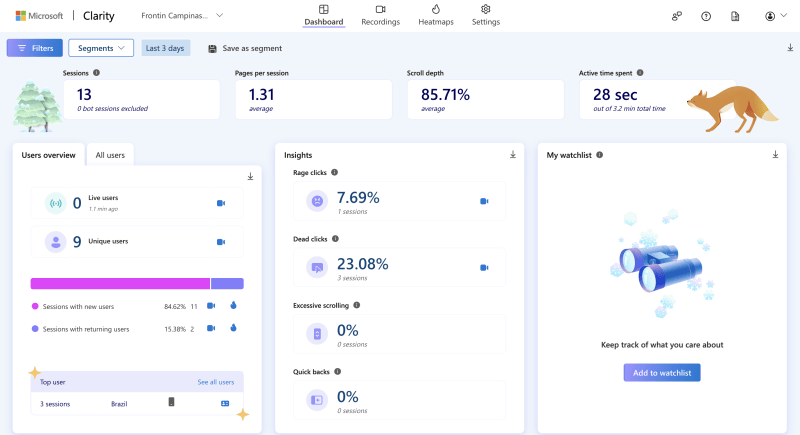 Microsoft | Clarity
Frontin Campinas...
Dashboard
Recordings
Heatmaps
Settings
Filters
Segments
Last 3 days
Save as segment
Sessions
13
0 bot sessions excluded
Pages per session
1.31
average
Scroll depth
85.71%
average
Active time spent
28 sec
out of 3.2 min total time
Users overview
All users
0
Live users
1.1 min ago
9
Unique users
Sessions with new users 84.62% 11
Sessions with returning users 15.38% 2
Top user
See all users
3 sessions
Brazil
Insights
Rage clicks
7.69%
1 sessions
Dead clicks
23.08%
3 sessions
Excessive scrolling
0%
0 sessions
Quick backs
0%
0 sessions
My watchlist
Keep track of what you care about
Add to watchlist